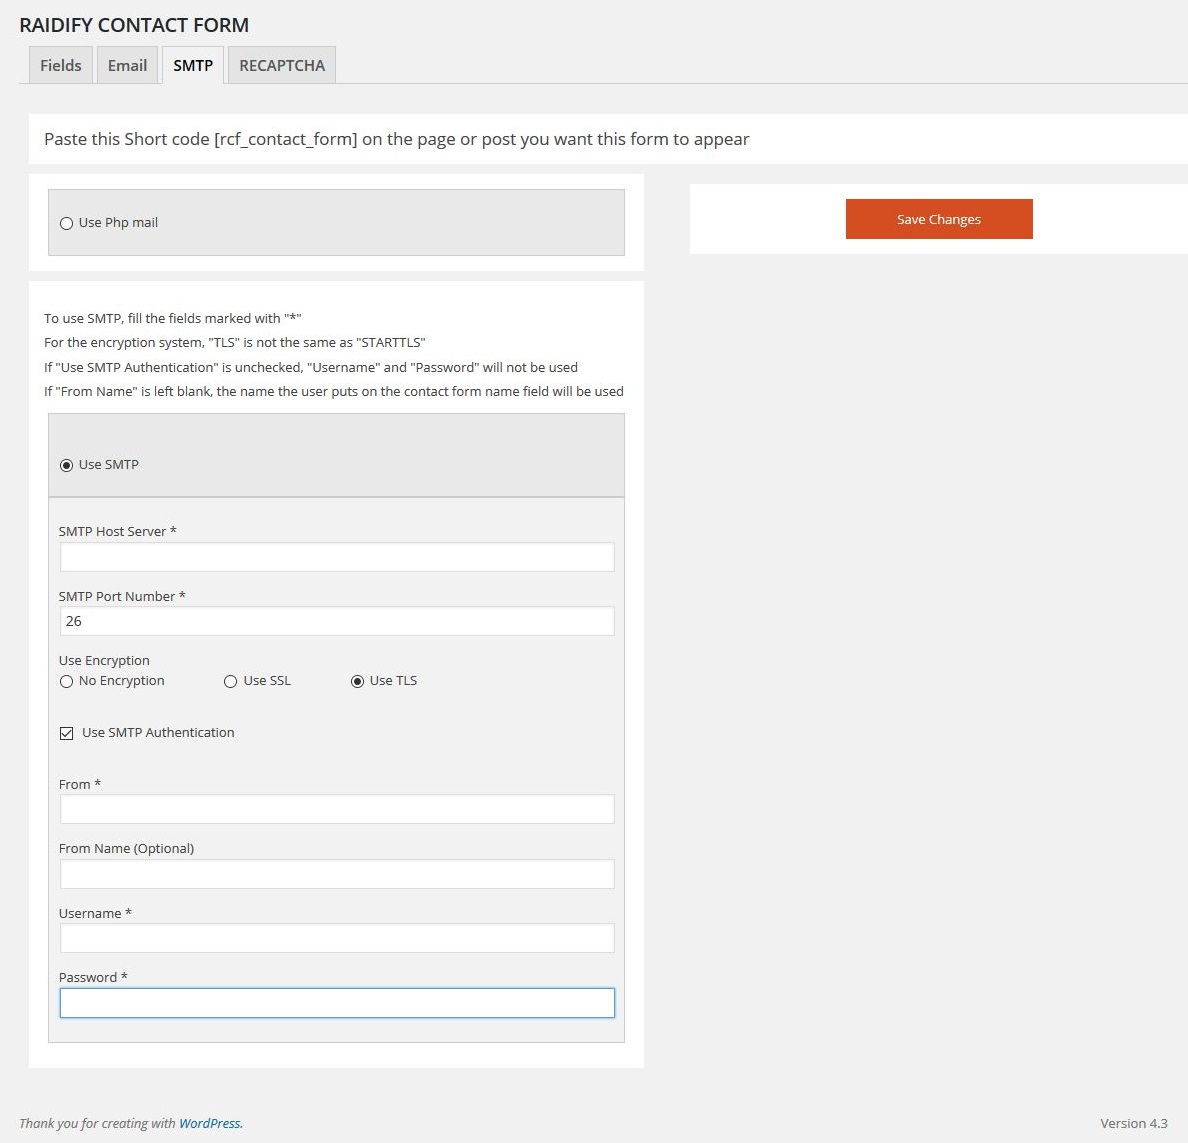 RAIDIFY CONTACT FORM
Fields Email SMTP RECAPTCHA
Paste this Short code [rcf_contact_form] on the page or post you want this form to appear
Use Php mail
Save Changes
To use SMTP, fill the fields marked with "*"
For the encryption system, "TLS" is not the same as "STARTTLS"
If "Use SMTP Authentication" is unchecked, "Username" and "Password" will not be used
If "From Name" is left blank, the name the user puts on the contact form name field will be used
Use SMTP
SMTP Host Server *
SMTP Port Number *
26
Use Encryption
No Encryption Use SSL Use TLS
Use SMTP Authentication
From *
From Name (Optional)
Username *
Password *
Thank you for creating with WordPress. Version 4.3